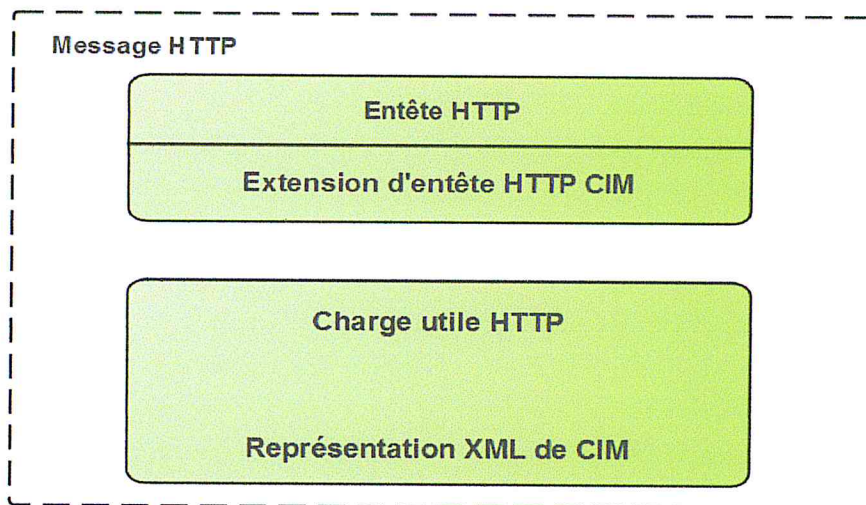 Message HTTP
Entête HTTP
Extension d'entête HTTP CIM
Charge utile HTTP
Représentation XML de CIM